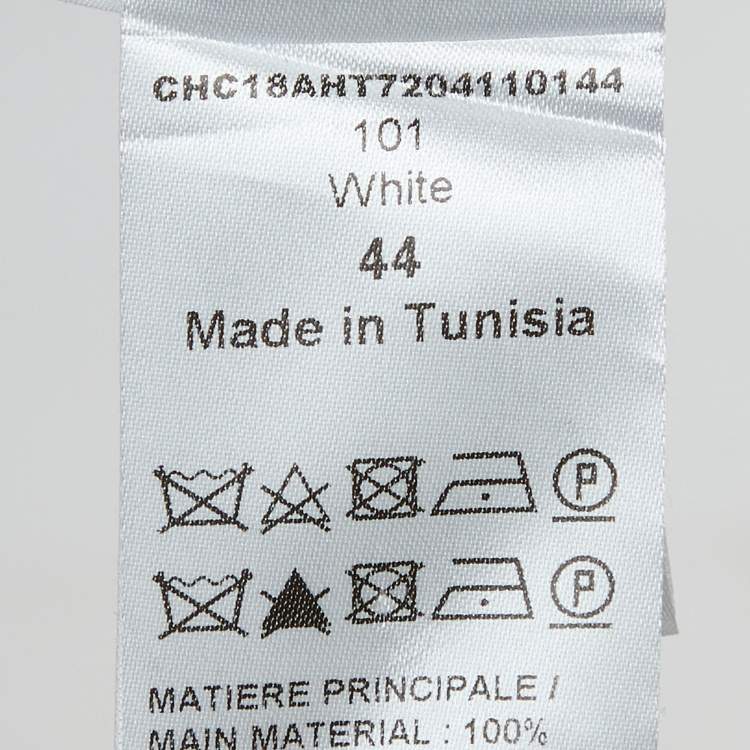 CHC18AHT7204110144
101
White
44
Made in Tunisia
P
P
MATIERE PRINCIPALE /
MAIN MATERIAL : 100%